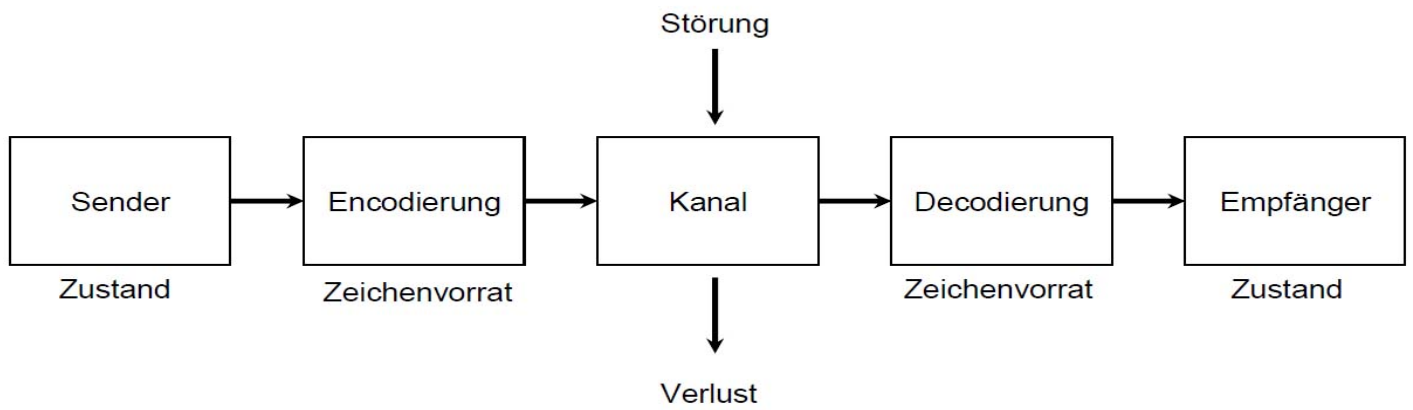 Störung
Sender
Encodierung
Kanal
Decodierung
Empfänger
Zustand
Zeichenvorrat
Zeichenvorrat
Zustand
Verlust